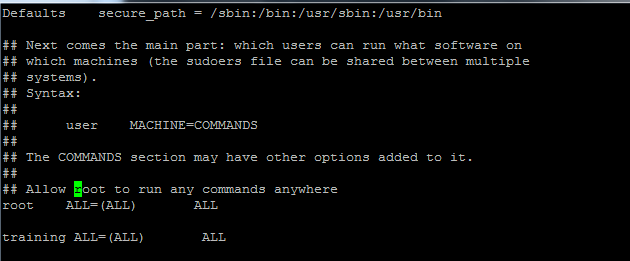 Defaults    secure_path = /sbin:/bin:/usr/sbin:/usr/bin
## Next comes the main part: which users can run what software on
## which machines (the sudoers file can be shared between multiple
## systems).
## Syntax:
##
##      user    MACHINE=COMMANDS
##
## The COMMANDS section may have other options added to it.
##
## Allow root to run any commands anywhere
root    ALL=(ALL)       ALL
training ALL=(ALL)       ALL